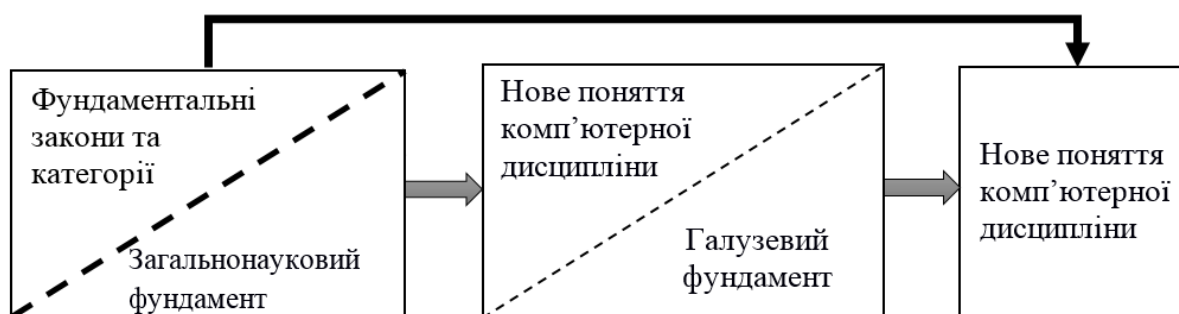 Фундаментальні
закони та
категорії
Загальнонауковий
фундамент
Нове поняття
комп’ютерної
дисципліни
Галузевий
фундамент
Нове поняття
комп’ютерної
дисципліни